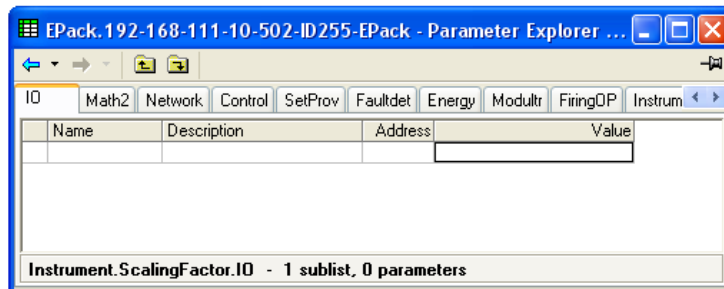 EPack.192-168-111-10-502-ID255-EPack - Parameter Explorer ...
IO Math2 Network Control SetProv Faultdet Energy Modultr FiringOP Instrum
Name Description Address Value
Instrument.ScalingFactor.IO - 1 sublist, 0 parameters